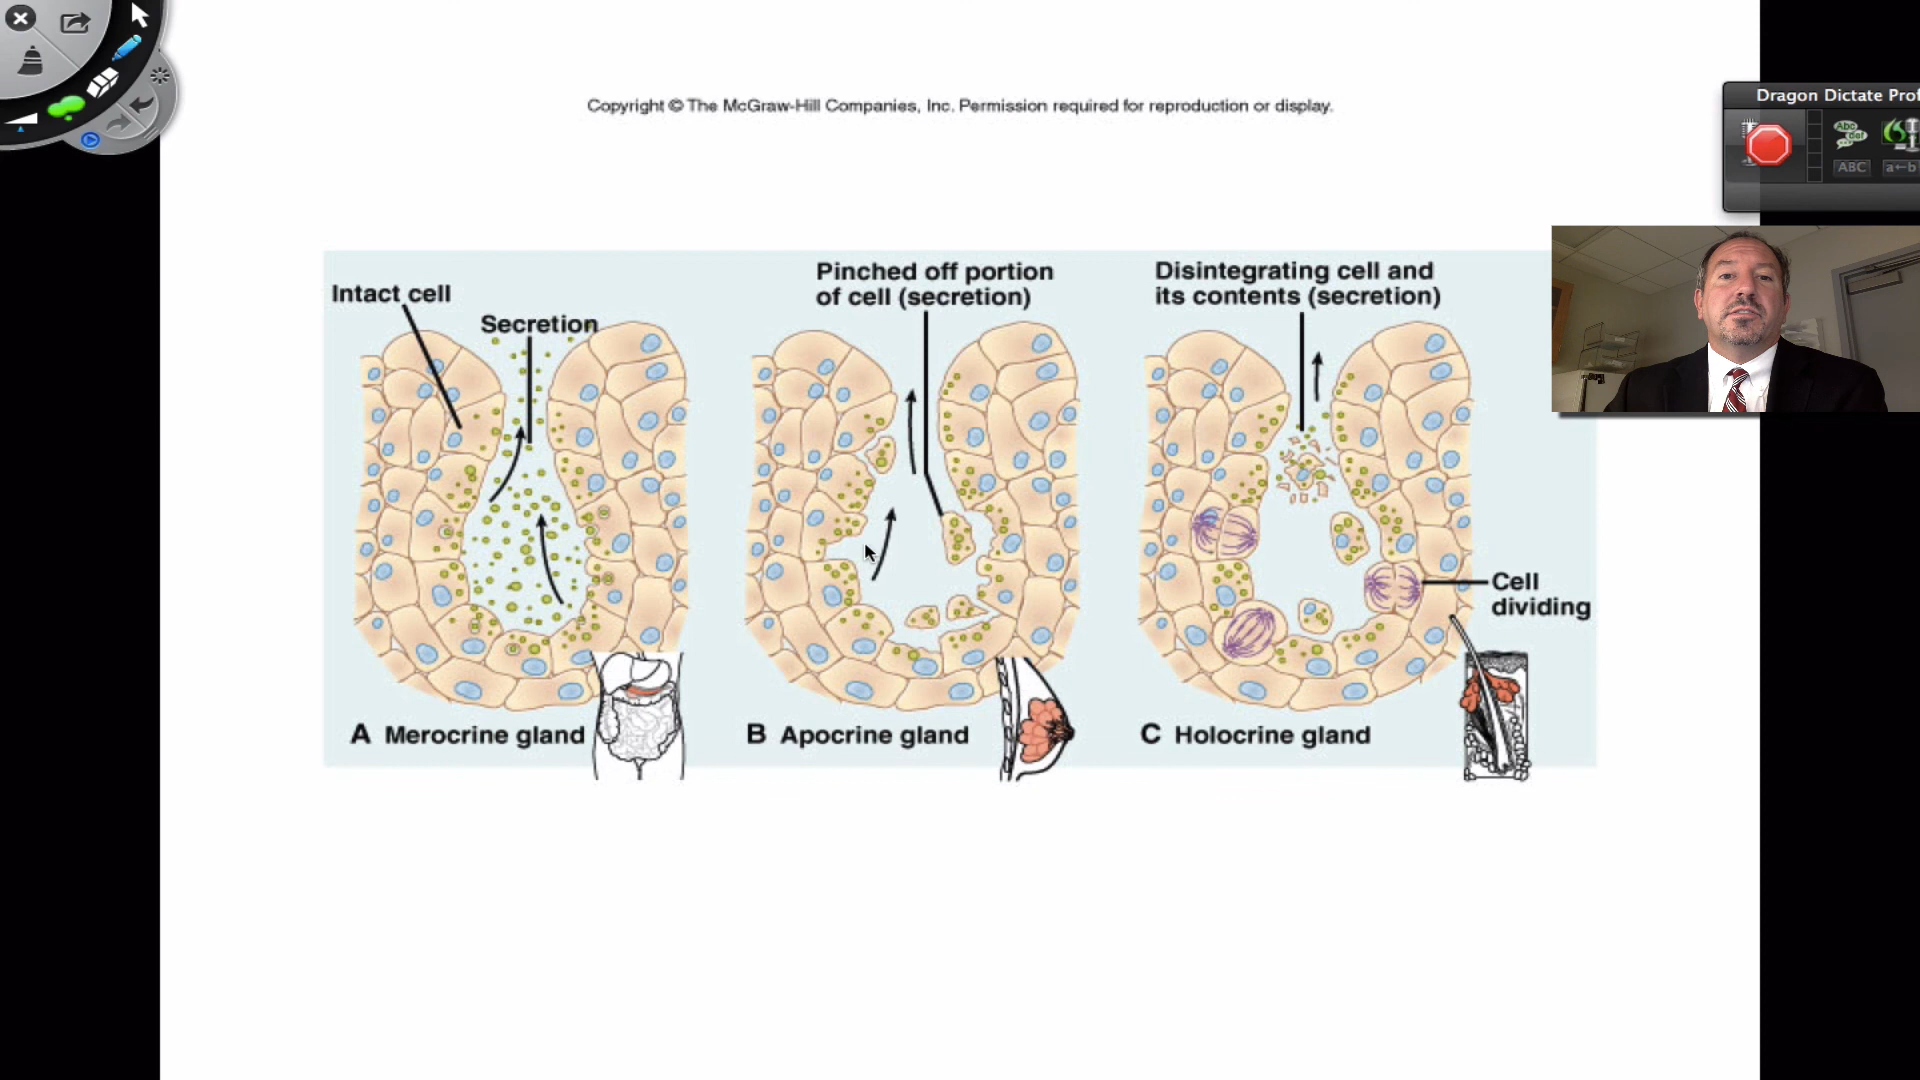 Copyright © The McGraw-Hill Companies, Inc. Permission required for reproduction or display.
Dragon Dictate Prof
Abc
def
ABC
a←b
Intact cell
Secretion
Pinched off portion
of cell (secretion)
Disintegrating cell and
its contents (secretion)
Cell
dividing
A Merocrine gland
B Apocrine gland
C Holocrine gland